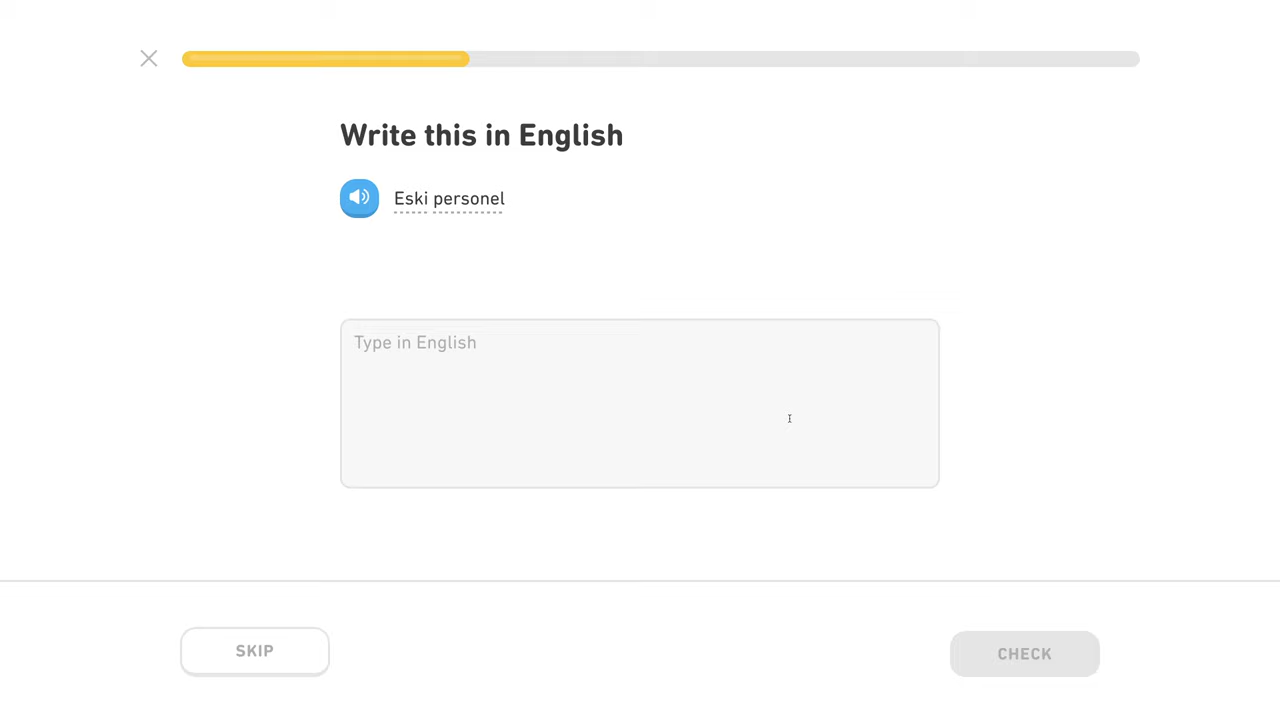 Write this in English
Eski personel
Type in English
SKIP
CHECK